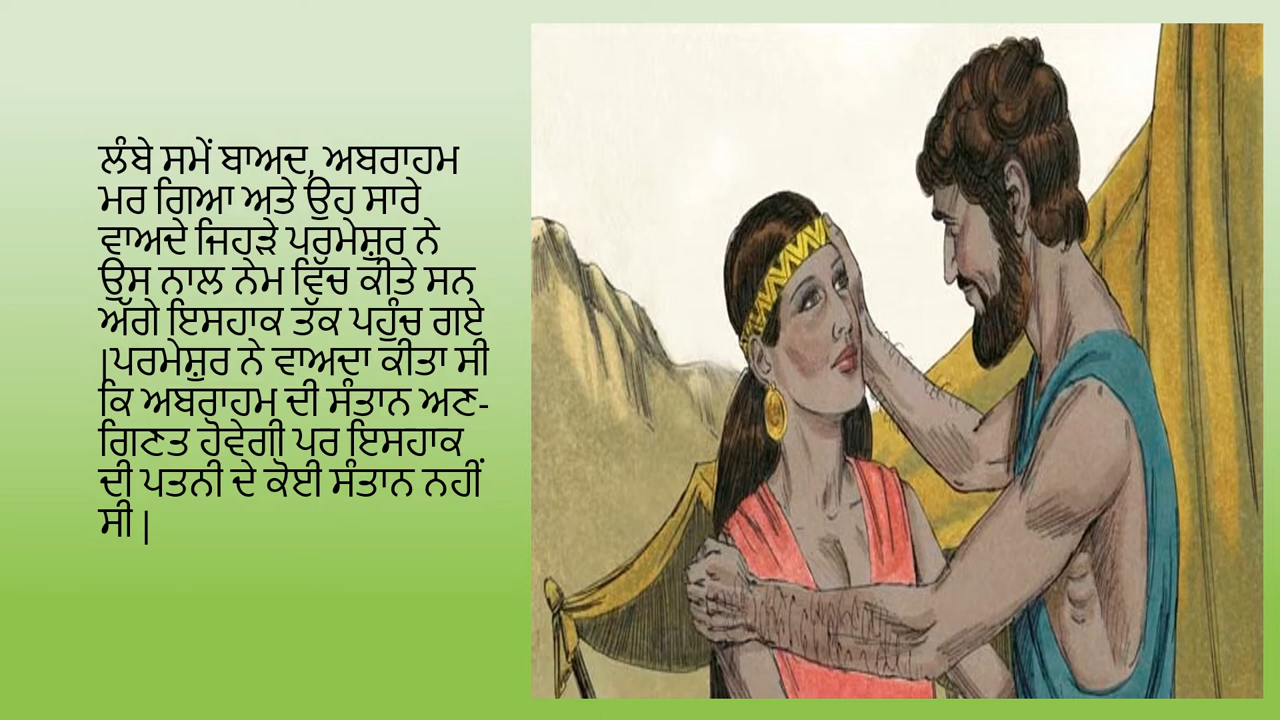 ਲੰਬੇ ਸਮੇਂ ਬਾਅਦ, ਅਬਰਾਹਮ
ਮਰ ਗਿਆ ਅਤੇ ਉਹ ਸਾਰੇ
ਵਾਅਦੇ ਜਿਹੜੇ ਪਰਮੇਸ਼ੁਰ ਨੇ
ਉਸ ਨਾਲ ਨੇਮ ਵਿੱਚ ਕੀਤੇ ਸਨ
ਅੱਗੇ ਇਸਹਾਕ ਤੱਕ ਪਹੁੰਚ ਗਏ
|ਪਰਮੇਸ਼ੁਰ ਨੇ ਵਾਅਦਾ ਕੀਤਾ ਸੀ
ਕਿ ਅਬਰਾਹਮ ਦੀ ਸੰਤਾਨ ਅਣ-
ਗਿਣਤ ਹੋਵੇਗੀ ਪਰ ਇਸਹਾਕ
ਦੀ ਪਤਨੀ ਦੇ ਕੋਈ ਸੰਤਾਨ ਨਹੀਂ
ਸੀ |